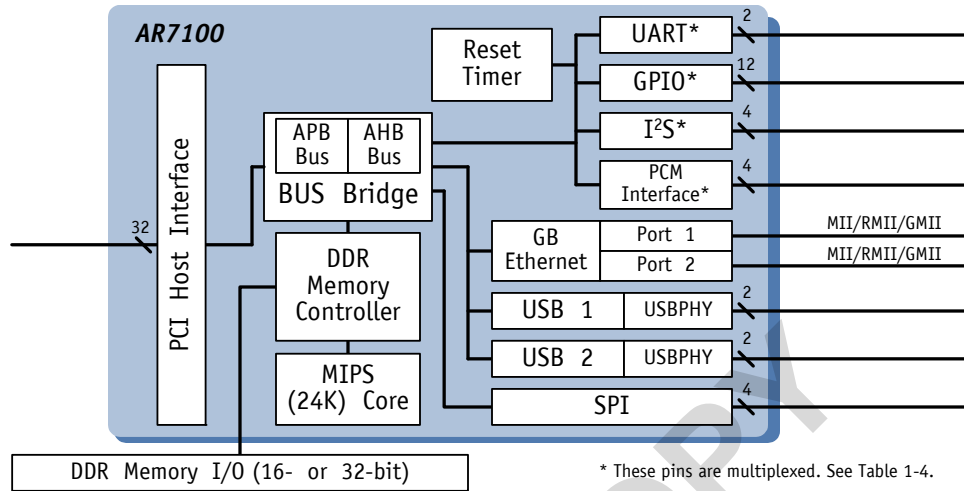 AR7100
PCI Host Interface
32
Reset
Timer
APB
Bus
AHB
Bus
BUS Bridge
DDR
Memory
Controller
MIPS
(24K) Core
UART*
2
GPIO*
12
I²S*
4
PCM
Interface*
4
GB
Ethernet
Port 1
MII/RMII/GMII
Port 2
MII/RMII/GMII
USB 1
USBPHY
2
USB 2
USBPHY
2
SPI
4
DDR Memory I/O (16- or 32-bit)
* These pins are multiplexed. See Table 1-4.
OPY